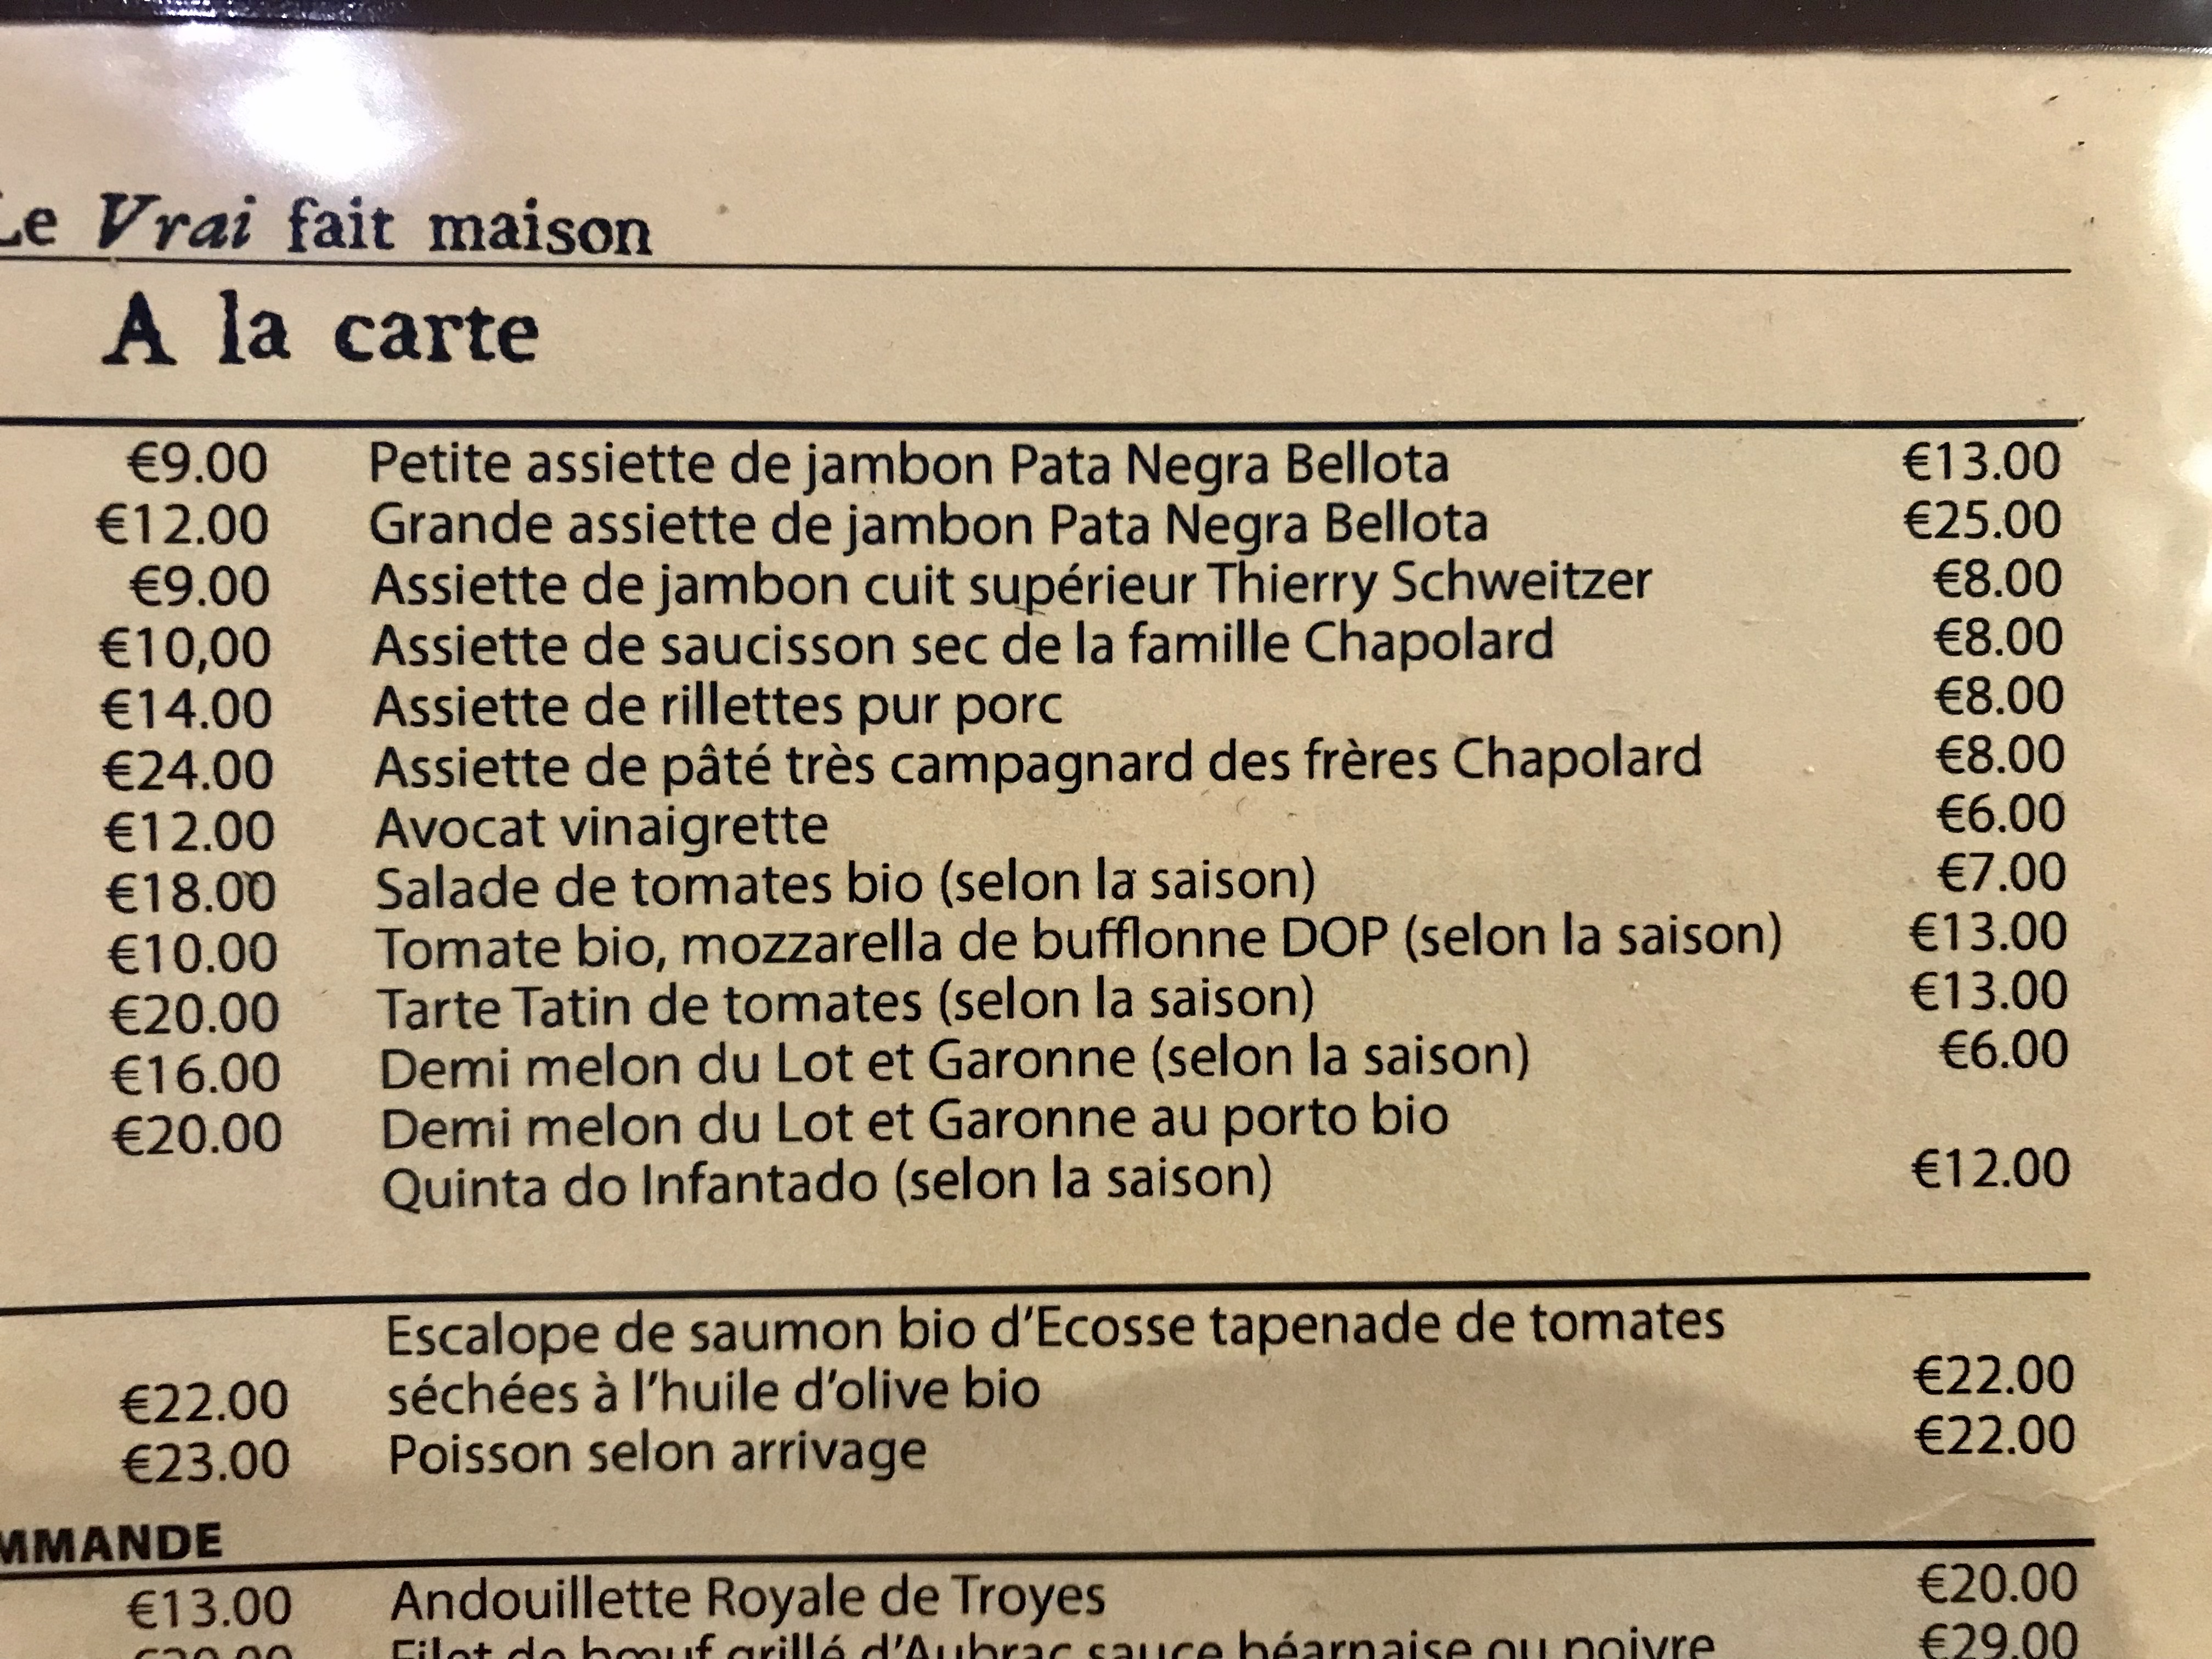 Le Vrai fait maison
A la carte
€9.00 Petite assiette de jambon Pata Negra Bellota €13.00
€12.00 Grande assiette de jambon Pata Negra Bellota €25.00
€9.00 Assiette de jambon cuit supérieur Thierry Schweitzer €8.00
€10,00 Assiette de saucisson sec de la famille Chapolard €8.00
€14.00 Assiette de rillettes pur porc €8.00
€24.00 Assiette de pâté très campagnard des frères Chapolard €8.00
€12.00 Avocat vinaigrette €6.00
€18.00 Salade de tomates bio (selon la saison) €7.00
€10.00 Tomate bio, mozzarella de bufflonne DOP (selon la saison) €13.00
€20.00 Tarte Tatin de tomates (selon la saison) €13.00
€16.00 Demi melon du Lot et Garonne (selon la saison) €6.00
€20.00 Demi melon du Lot et Garonne au porto bio
Quinta do Infantado (selon la saison) €12.00
Escalope de saumon bio d'Ecosse tapenade de tomates
€22.00 séchées à l'huile d'olive bio €22.00
€23.00 Poisson selon arrivage €22.00
MMANDE
€13.00 Andouillette Royale de Troyes €20.00
Filet de bœuf grillé d'Aubrac sauce béarnaise ou poivre €29.00